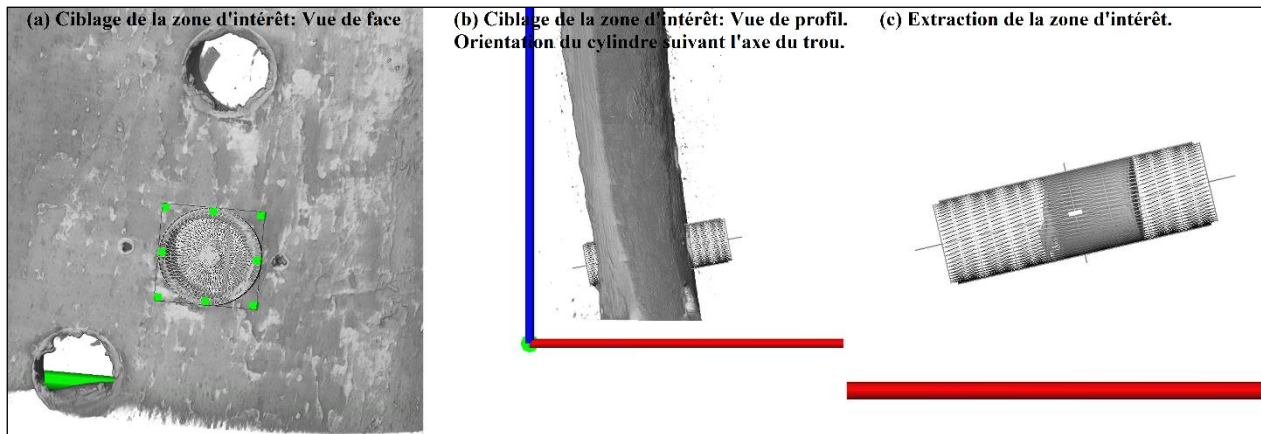 (a) Ciblage de la zone d'intérêt: Vue de face
(b) Ciblage de la zone d'intérêt: Vue de profil.
Orientation du cylindre suivant l'axe du trou.
(c) Extraction de la zone d'intérêt.